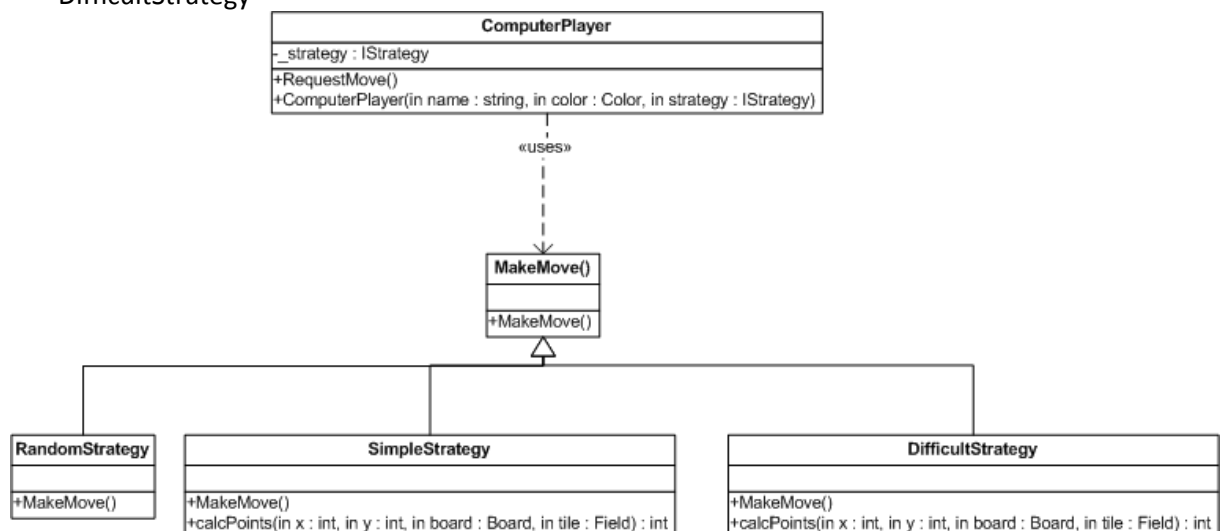 DifficultStrategy
ComputerPlayer
-_strategy : IStrategy
+RequestMove()
+ComputerPlayer(in name : string, in color : Color, in strategy : IStrategy)
«uses»
MakeMove()
+MakeMove()
RandomStrategy
+MakeMove()
SimpleStrategy
+MakeMove()
+calcPoints(in x : int, in y : int, in board : Board, in tile : Field) : int
DifficultStrategy
+MakeMove()
+calcPoints(in x : int, in y : int, in board : Board, in tile : Field) : int